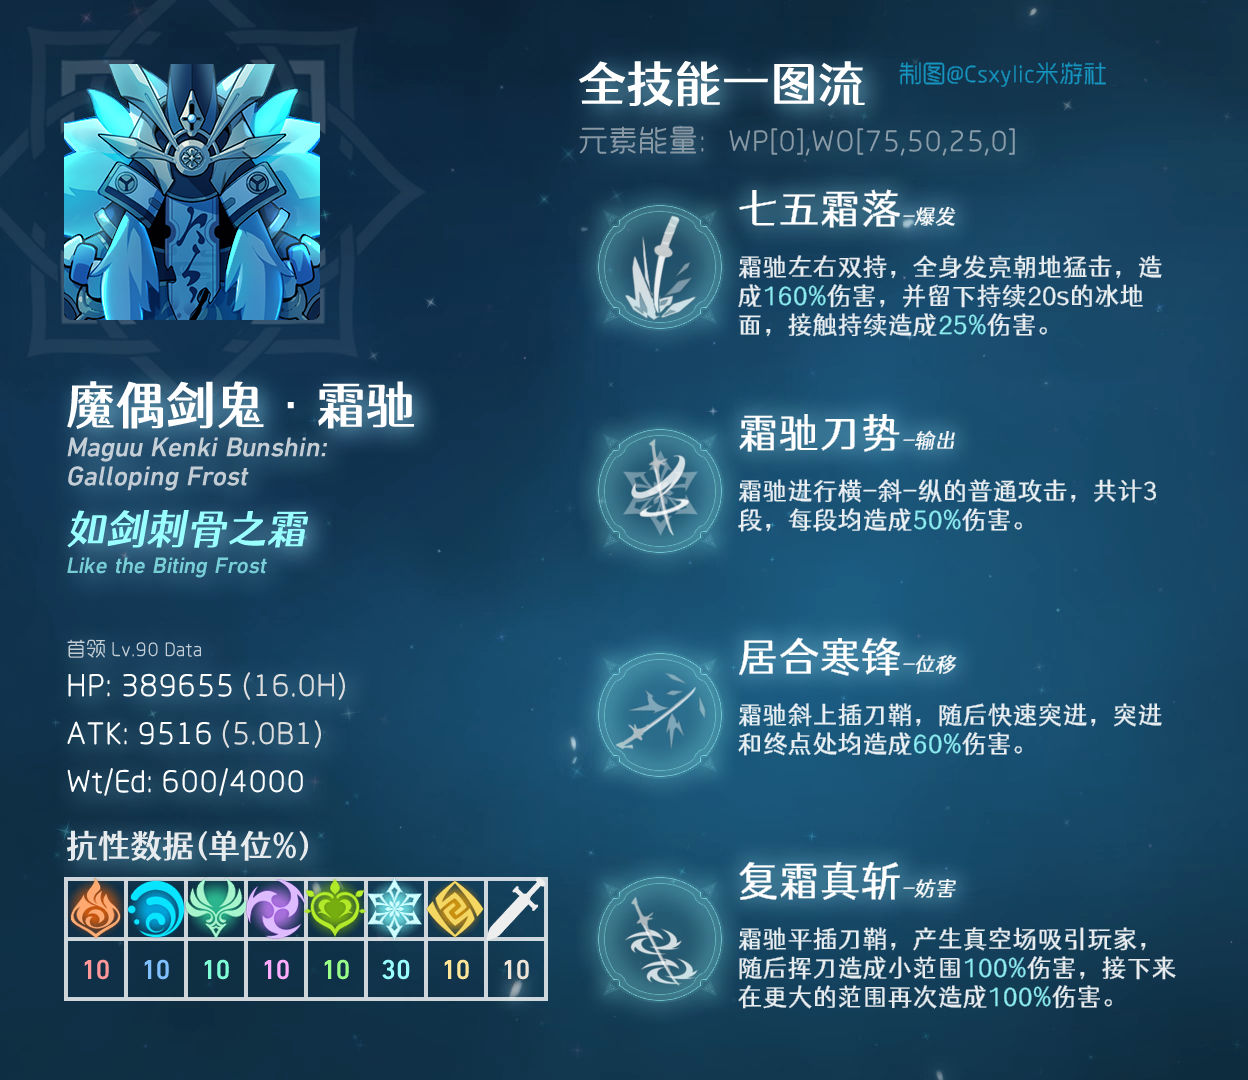 全技能一图流
制图@Csxylic米游社
元素能量： WP[0],WO[75,50,25,0]
魔偶剑鬼·霜驰
Maguu Kenki Bunshin:
Galloping Frost
如剑刺骨之霜
Like the Biting Frost
首领 Lv.90 Data
HP: 389655 (16.0H)
ATK: 9516 (5.0B1)
Wt/Ed: 600/4000
抗性数据(单位%)
10 10 10 10 10 30 10 10
七五霜落-爆发
霜驰左右双持，全身发亮朝地猛击，造
成160%伤害，并留下持续20s的冰地
面，接触持续造成25%伤害。
霜驰刀势-输出
霜驰进行横-斜-纵的普通攻击，共计3
段，每段均造成50%伤害。
居合寒锋-位移
霜驰斜上插刀鞘，随后快速突进，突进
和终点处均造成60%伤害。
复霜真斩-妨害
霜驰平插刀鞘，产生真空场吸引玩家，
随后挥刀造成小范围100%伤害，接下来
在更大的范围再次造成100%伤害。